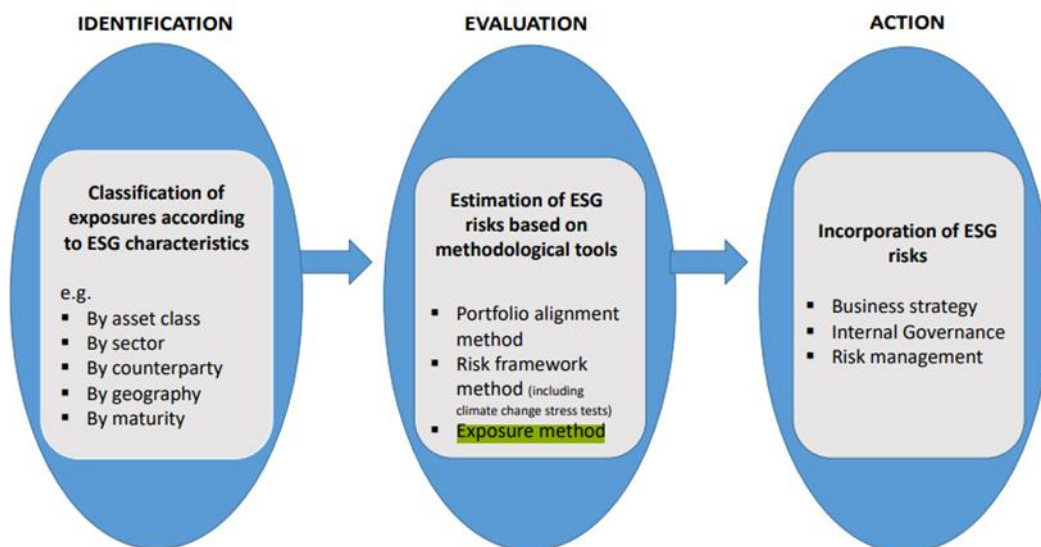 IDENTIFICATION
Classification of
exposures according
to ESG characteristics
e.g.
▪ By asset class
▪ By sector
▪ By counterparty
▪ By geography
▪ By maturity
EVALUATION
Estimation of ESG
risks based on
methodological tools
▪ Portfolio alignment
method
▪ Risk framework
method (including
climate change stress tests)
▪ Exposure method
ACTION
Incorporation of ESG
risks
▪ Business strategy
▪ Internal Governance
▪ Risk management